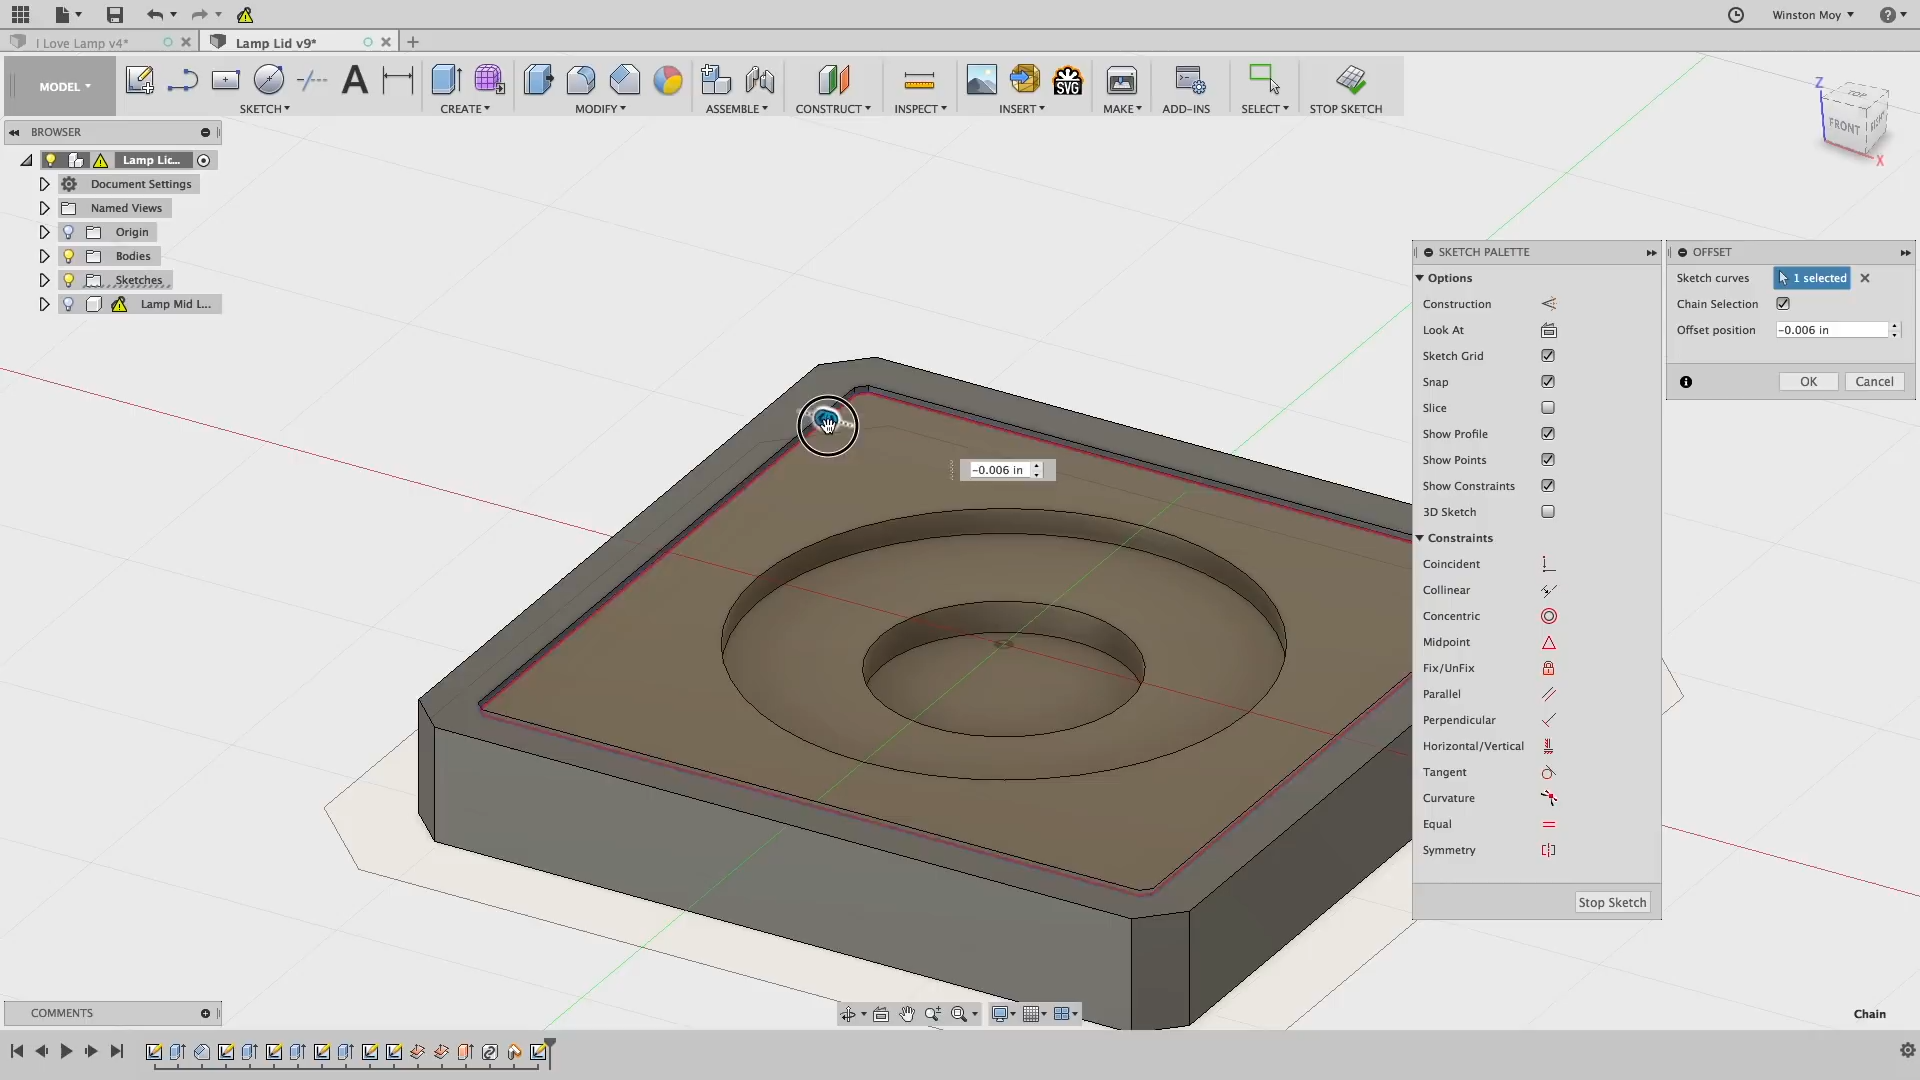 Winston Moy
I Love Lamp v4*
Lamp Lid v9*
MODEL
SKETCH
CREATE
MODIFY
ASSEMBLE
CONSTRUCT
INSPECT
INSERT
MAKE
ADD-INS
SELECT
STOP SKETCH
SVG
BROWSER
Lamp Lic...
Document Settings
Named Views
Origin
Bodies
Sketches
Lamp Mid L...
Z
TOP
FRONT
RIGHT
X
SKETCH PALETTE
Options
Construction
Look At
Sketch Grid
Snap
Slice
Show Profile
Show Points
Show Constraints
3D Sketch
Constraints
Coincident
Collinear
Concentric
Midpoint
Fix/UnFix
Parallel
Perpendicular
Horizontal/Vertical
Tangent
Curvature
Equal
Symmetry
Stop Sketch
OFFSET
Sketch curves 1 selected
Chain Selection
Offset position -0.006 in
OK Cancel
-0.006 in
COMMENTS
Chain